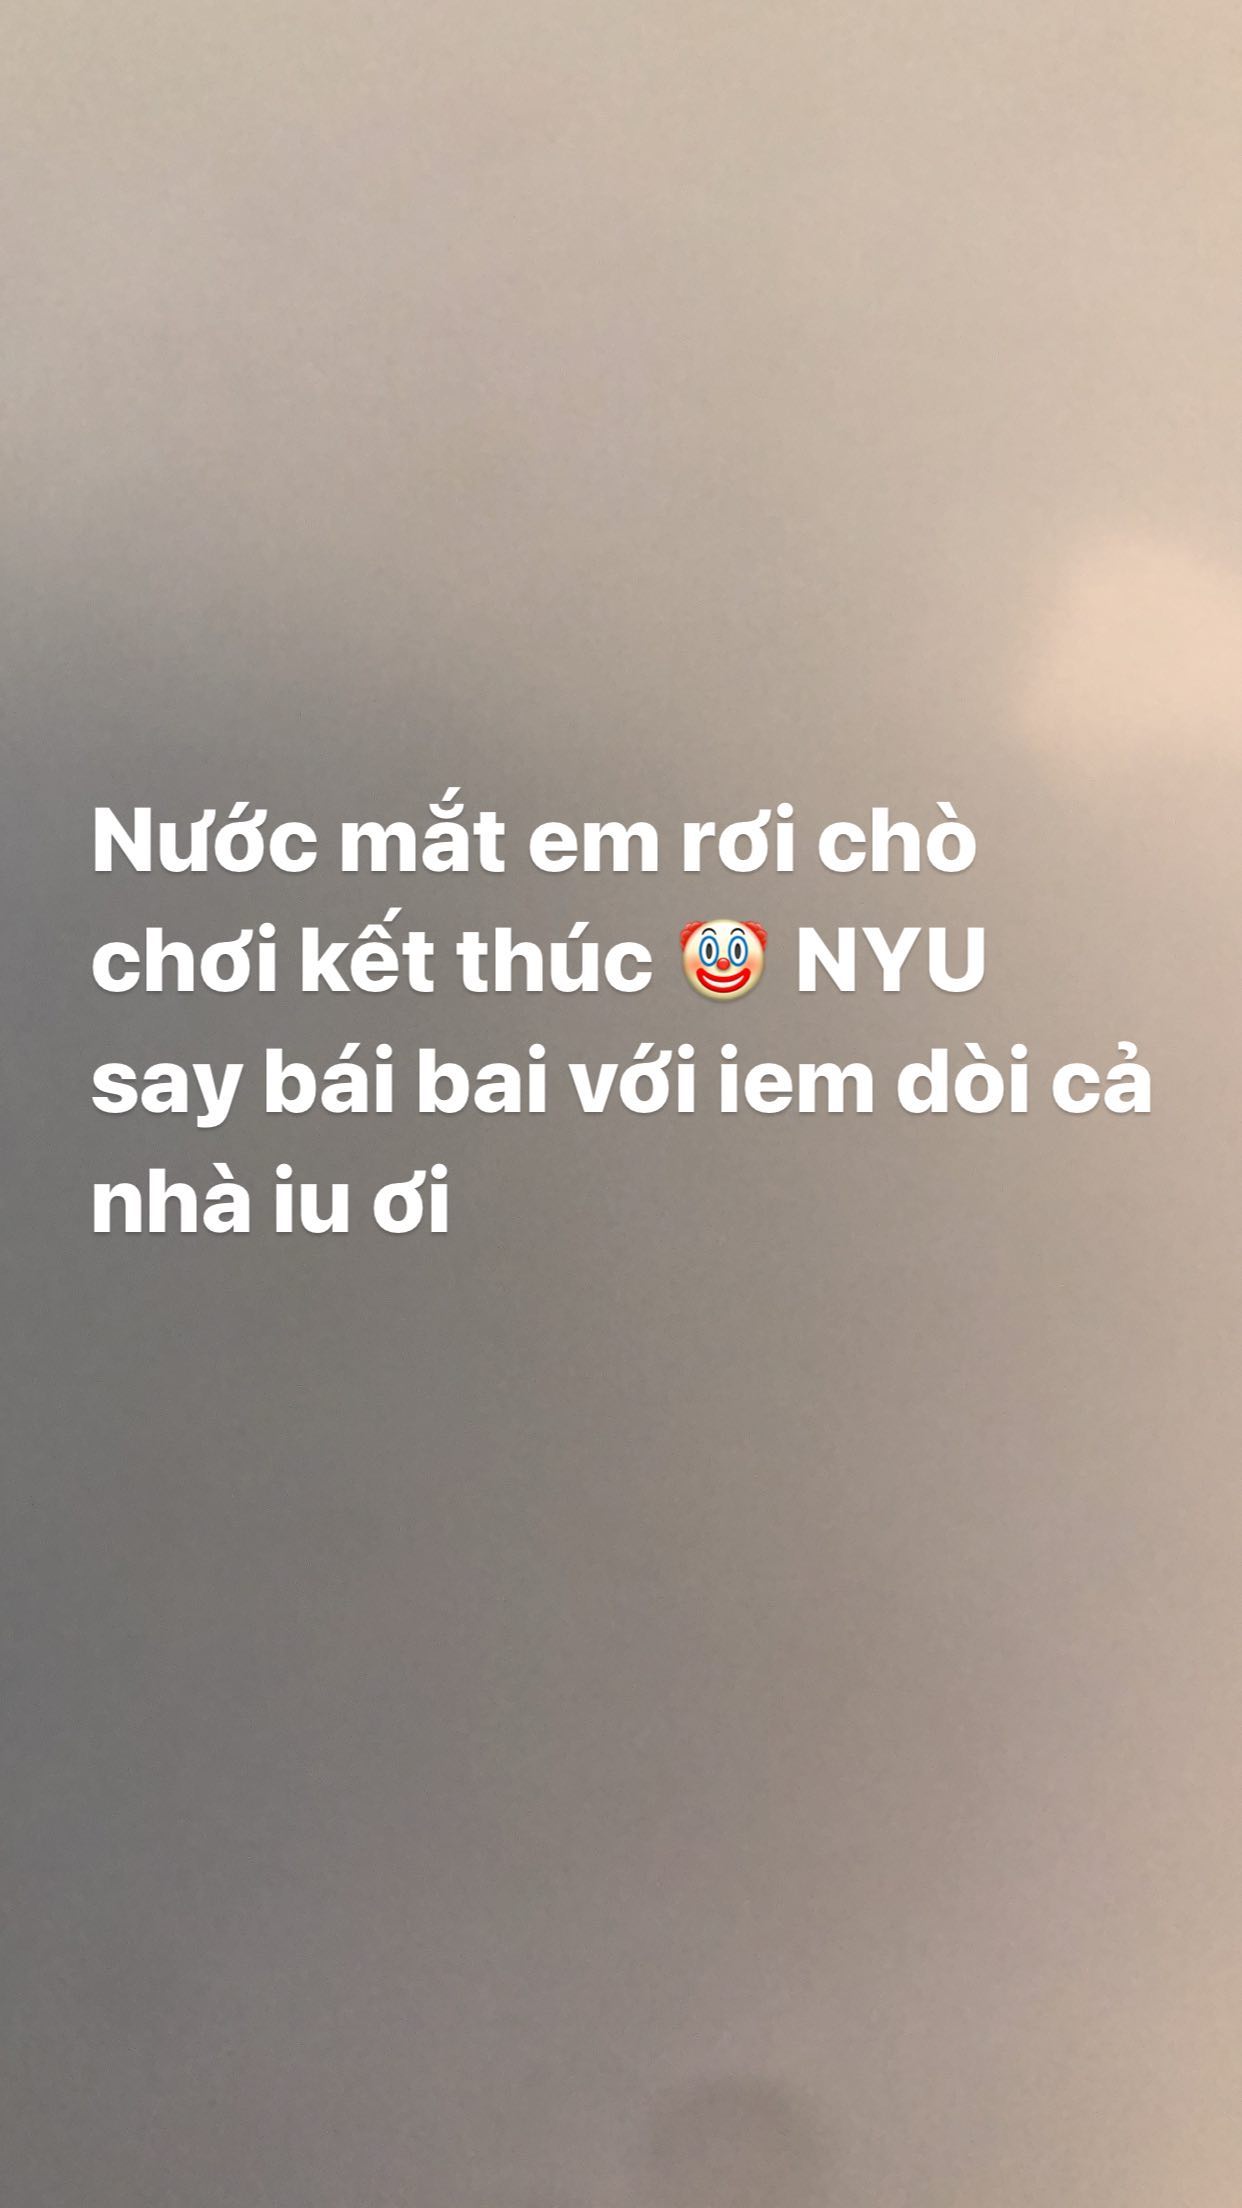 Nước mắt em rơi chò
chơi kết thúc 🤡 NYU
say bái bai với iem dòi cả
nhà iu ơi